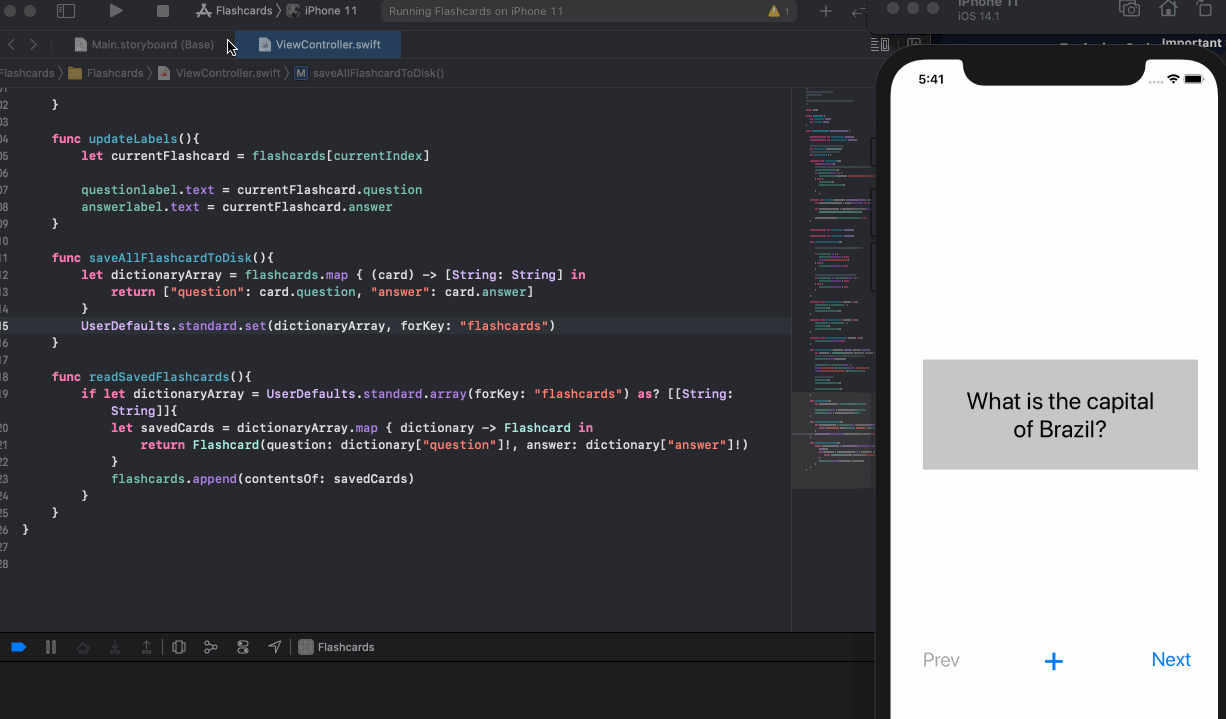 Flashcards 〉 iPhone 11
Running Flashcards on iPhone 11
1
iPhone 11
iOS 14.1
Main.storyboard (Base)
ViewController.swift
Important
Flashcards 〉 Flashcards 〉 ViewController.swift 〉 M saveAllFlashcardToDisk()
02 }
03
04 func updateLabels(){
05 let currentFlashcard = flashcards[currentIndex]
06
07 questionlabel.text = currentFlashcard.question
08 answerlabel.text = currentFlashcard.answer
09 }
10
11 func saveAllFlashcardToDisk(){
12 let dictionaryArray = flashcards.map { (card) -> [String: String] in
13 return ["question": card.question, "answer": card.answer]
14 }
15 UserDefaults.standard.set(dictionaryArray, forKey: "flashcards")
16 }
17
18 func readSavedFlashcards(){
19 if let dictionaryArray = UserDefaults.standard.array(forKey: "flashcards") as? [[String:
String]]{
20 let savedCards = dictionaryArray.map { dictionary -> Flashcard in
21 return Flashcard(question: dictionary["question"]!, answer: dictionary["answer"]!)
22 }
23 flashcards.append(contentsOf: savedCards)
24 }
25 }
26 }
27
28
Flashcards
5:41
What is the capital
of Brazil?
Prev
+
Next